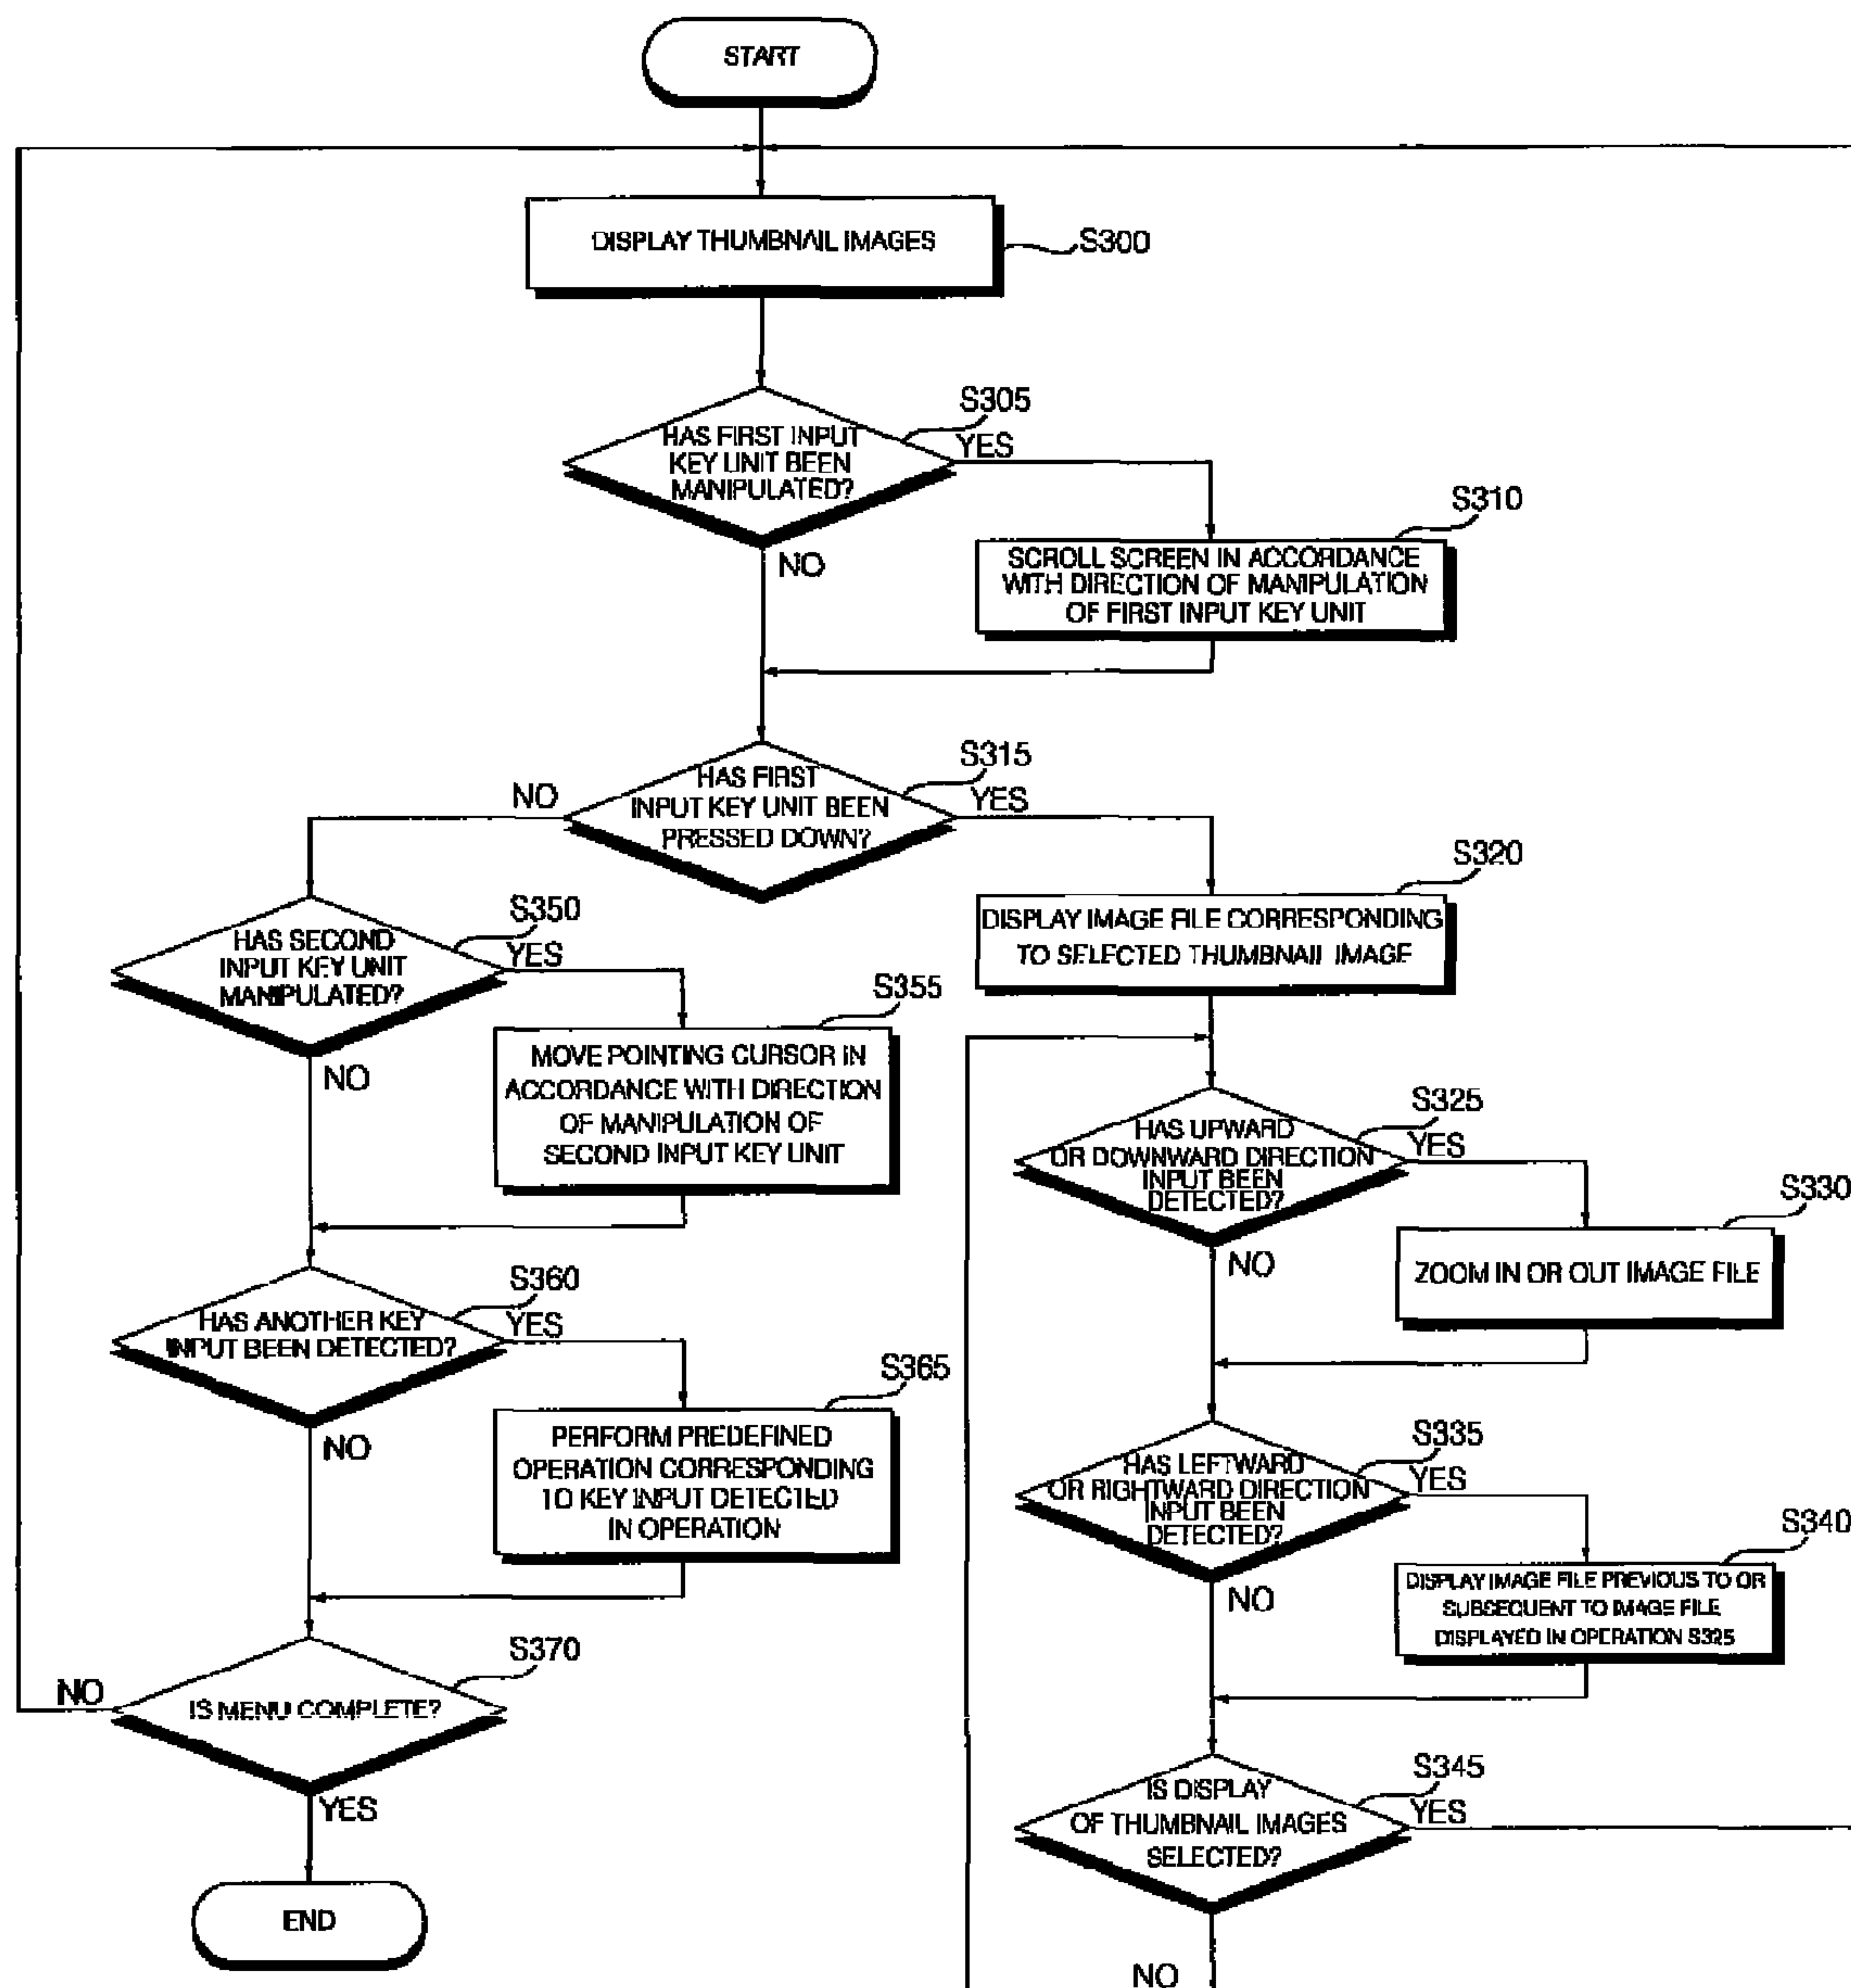 START
DISPLAY THUMBNAIL IMAGES
S300
S305
HAS FIRST INPUT
KEY UNIT BEEN
MANIPULATED?
YES
NO
S310
SCROLL SCREEN IN ACCORDANCE
WITH DIRECTION OF MANIPULATION
OF FIRST INPUT KEY UNIT
S315
HAS FIRST
INPUT KEY UNIT BEEN
PRESSED DOWN?
NO
YES
S320
DISPLAY IMAGE FILE CORRESPONDING
TO SELECTED THUMBNAIL IMAGE
S350
HAS SECOND
INPUT KEY UNIT
MANIPULATED?
YES
NO
S355
MOVE POINTING CURSOR IN
ACCORDANCE WITH DIRECTION
OF MANIPULATION OF
SECOND INPUT KEY UNIT
S325
HAS UPWARD
OR DOWNWARD DIRECTION
INPUT BEEN
DETECTED?
YES
NO
S330
ZOOM IN OR OUT IMAGE FILE
S360
HAS ANOTHER KEY
INPUT BEEN DETECTED?
YES
NO
S365
PERFORM PREDEFINED
OPERATION CORRESPONDING
TO KEY INPUT DETECTED
IN OPERATION
S335
HAS LEFTWARD
OR RIGHTWARD DIRECTION
INPUT BEEN
DETECTED?
YES
NO
S340
DISPLAY IMAGE FILE PREVIOUS TO OR
SUBSEQUENT TO IMAGE FILE
DISPLAYED IN OPERATION S325
S370
IS MENU COMPLETE?
NO
YES
S345
IS DISPLAY
OF THUMBNAIL IMAGES
SELECTED?
YES
NO
END